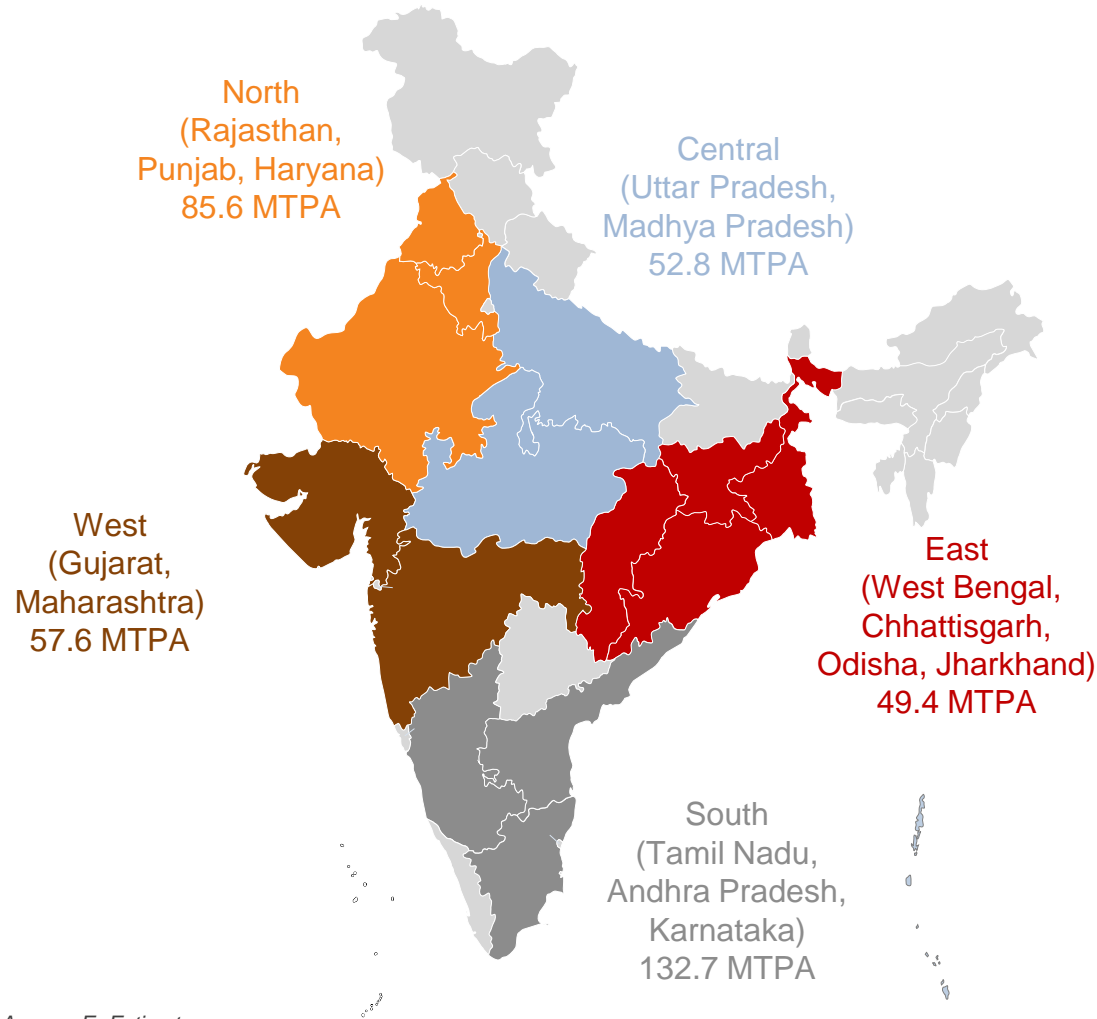 North
(Rajasthan,
Punjab, Haryana)
85.6 MTPA
Central
(Uttar Pradesh,
Madhya Pradesh)
52.8 MTPA
West
(Gujarat,
Maharashtra)
57.6 MTPA
East
(West Bengal,
Chhattisgarh,
Odisha, Jharkhand)
49.4 MTPA
South
(Tamil Nadu,
Andhra Pradesh,
Karnataka)
132.7 MTPA